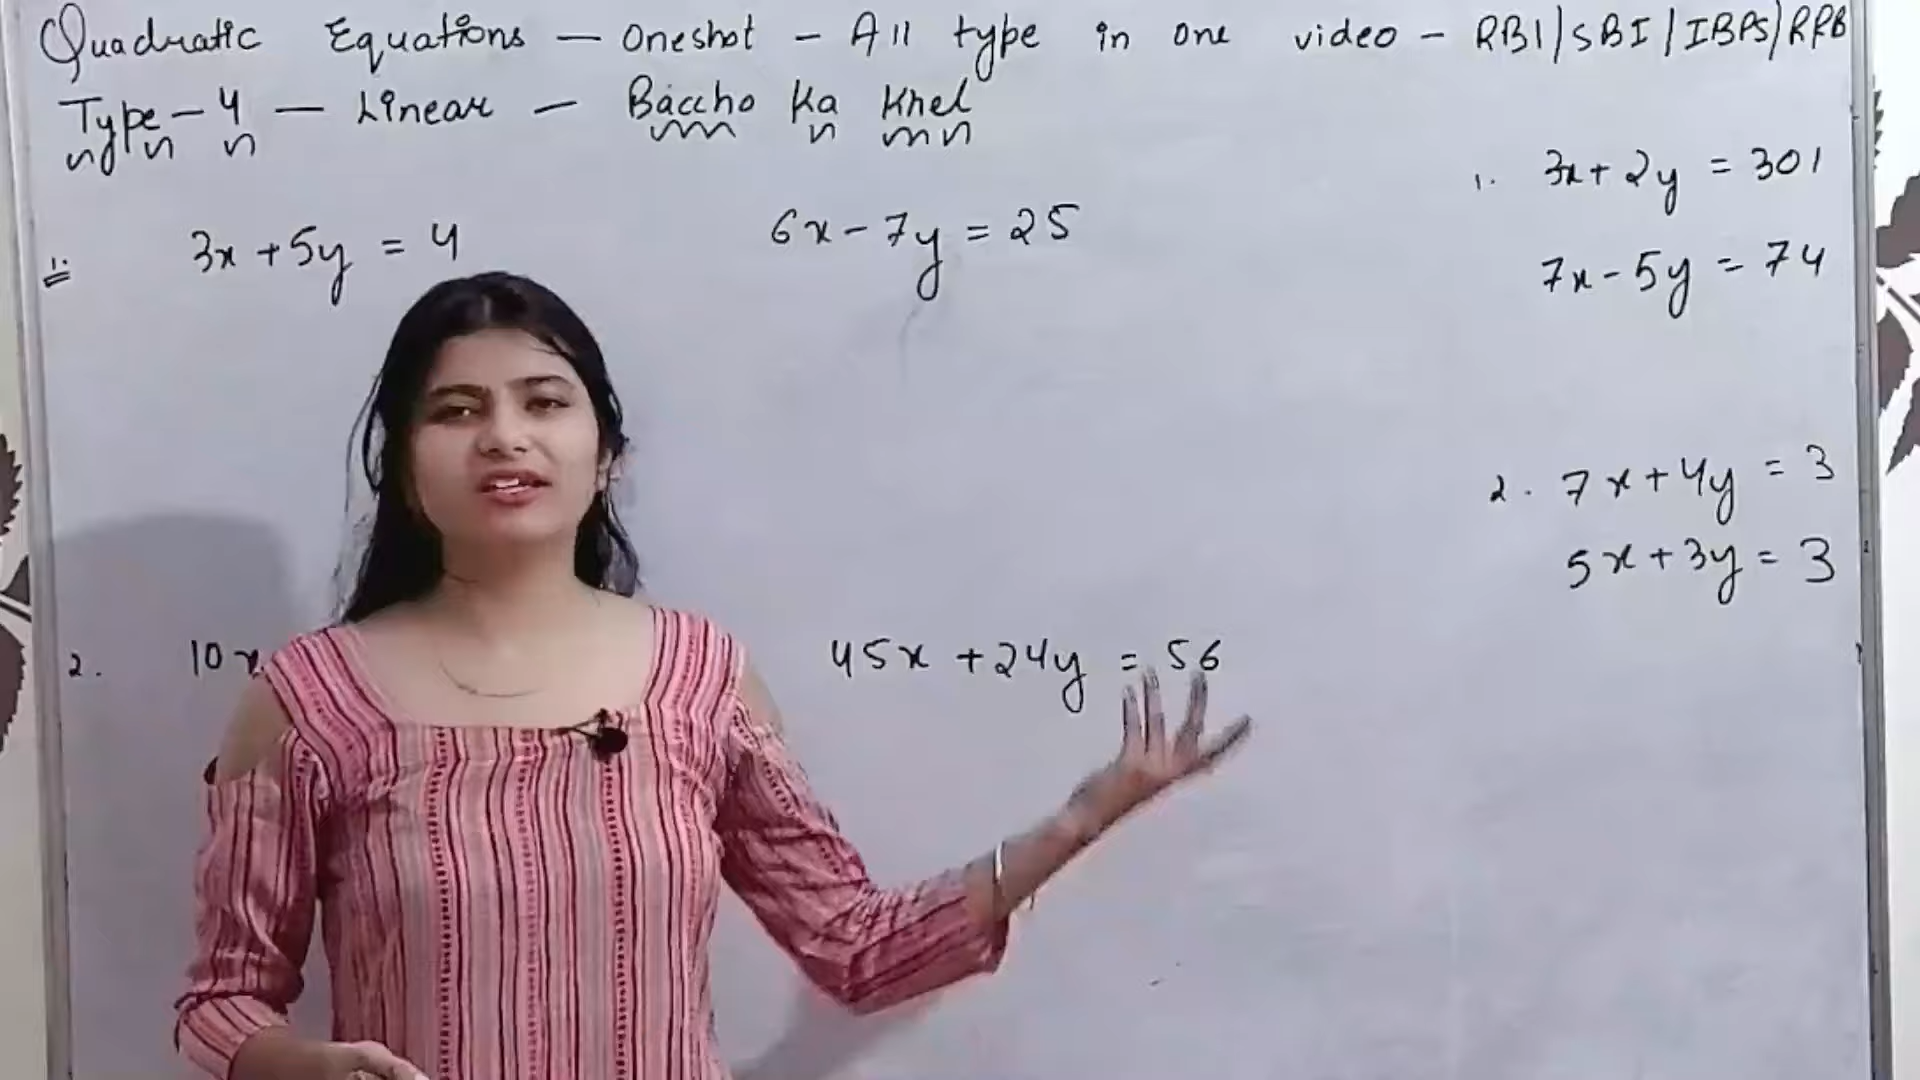 Quadratic Equations — Oneshot - All type in one video - RBI/SBI/IBPS/RRB
Type-4 — Linear — Baccho Ka Khel
1. 3x + 5y = 4
6x - 7y = 25
1. 3x + 2y = 301
7x - 5y = 74
2. 7x + 4y = 3
5x + 3y = 3
2. 10x
45x + 24y = 56